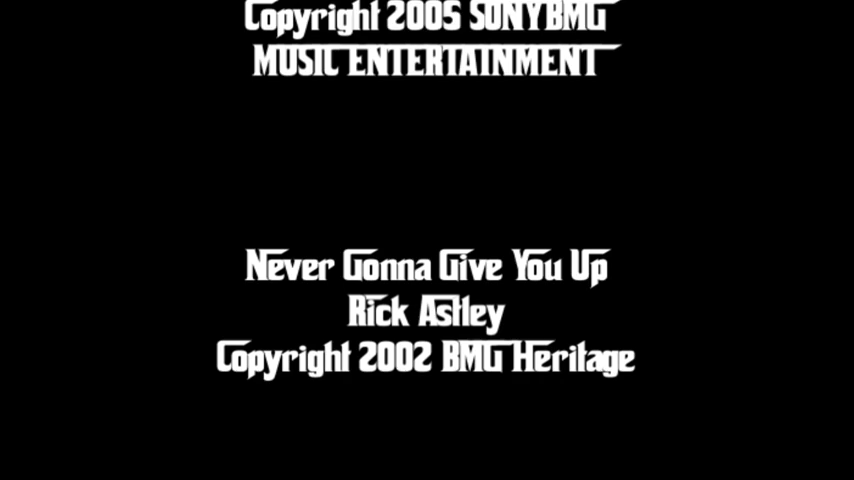 Copyright 2005 SONYBMG
MUSIC ENTERTAINMENT
Never Gonna Give You Up
Rick Astley
Copyright 2002 BMG Heritage